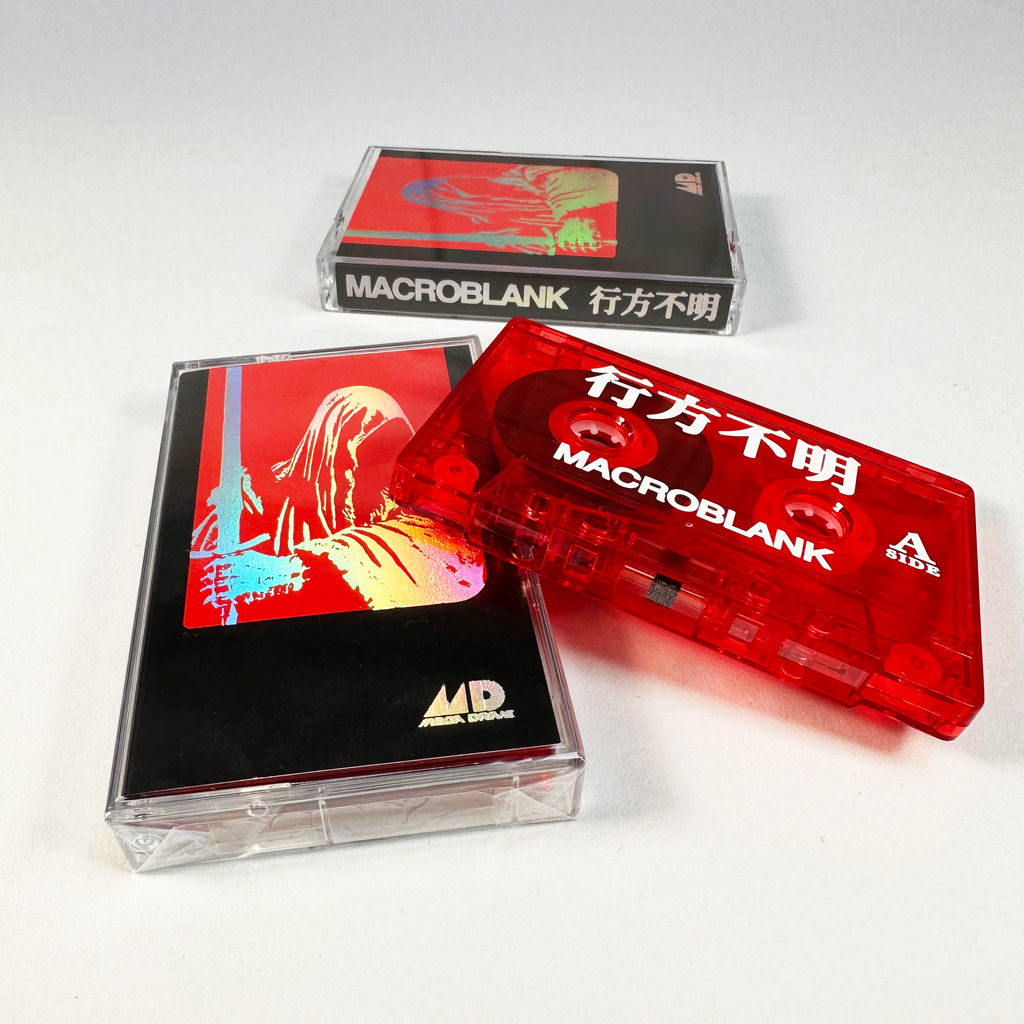 MD
MACROBLANK 行方不明
行方不明
MACROBLANK
A
SIDE
MD
MEGA DRIVE